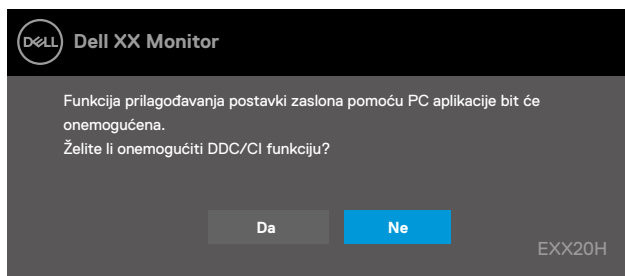 DELL Dell XX Monitor
Funkcija prilagođavanja postavki zaslona pomoću PC aplikacije bit će
onemogućena.
Želite li onemogućiti DDC/CI funkciju?
Da Ne
EXX20H